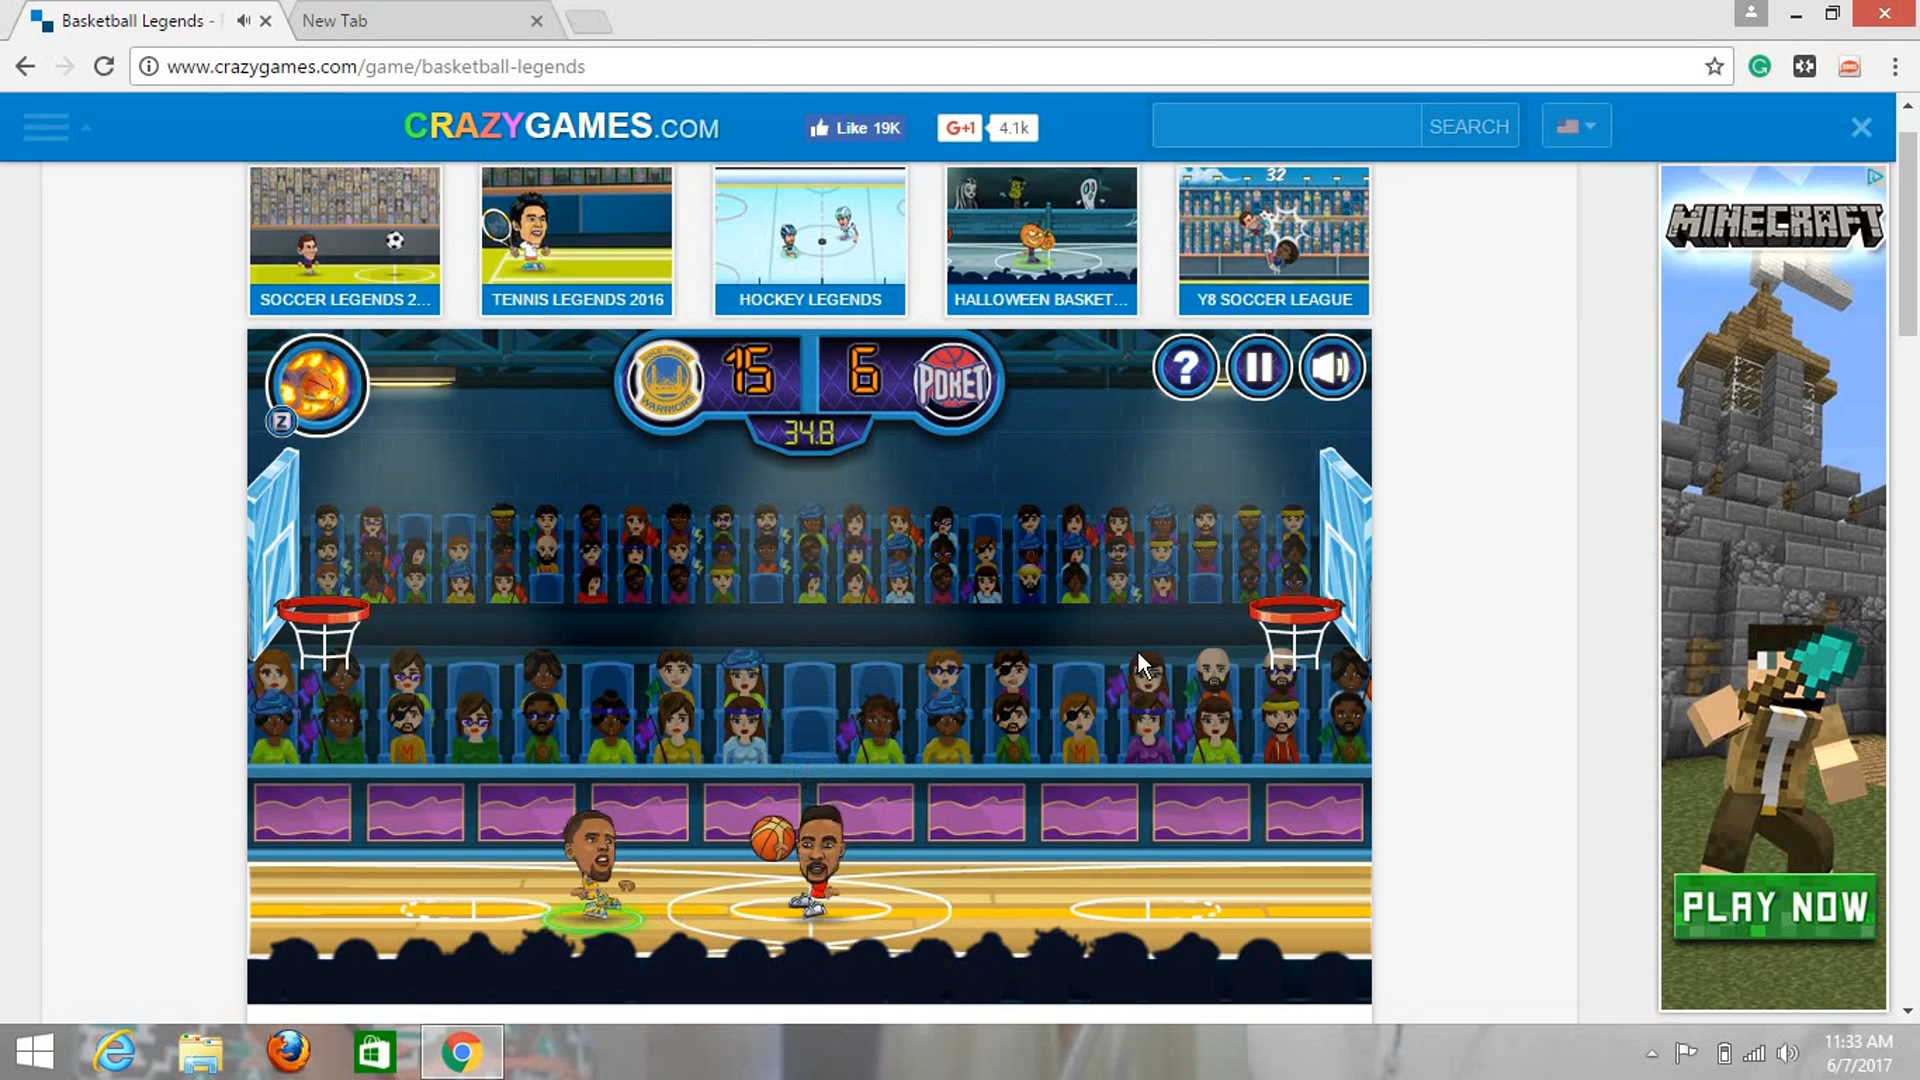 Basketball Legends -
New Tab
www.crazygames.com/game/basketball-legends
CRAZYGAMES.COM
Like 19K
G+1
4.1k
SEARCH
32
SOCCER LEGENDS 2...
TENNIS LEGENDS 2016
HOCKEY LEGENDS
HALLOWEEN BASKET...
Y8 SOCCER LEAGUE
MINECRAFT
WARRIORS
15
6
POKET
?
Z
34.8
M
M
PLAY NOW
11:33 AM
6/7/2017